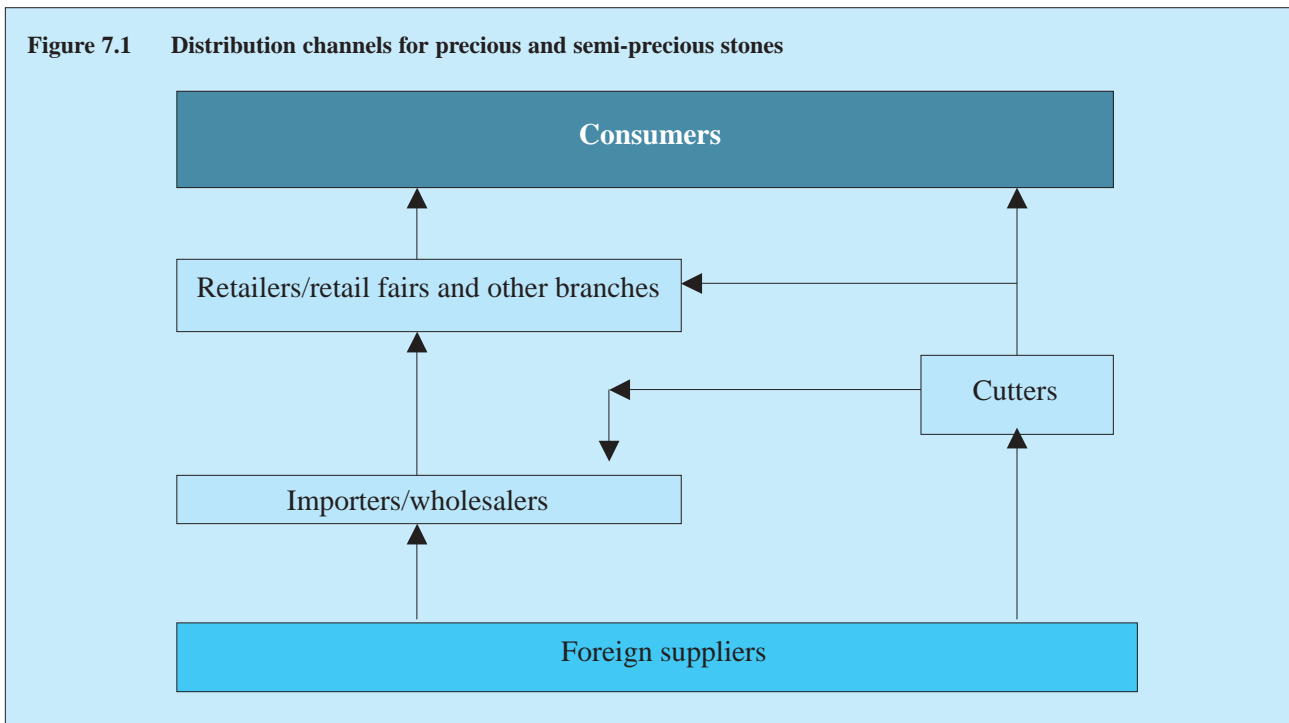 Figure 7.1 Distribution channels for precious and semi-precious stones
Consumers
Retailers/retail fairs and other branches
Cutters
Importers/wholesalers
Foreign suppliers